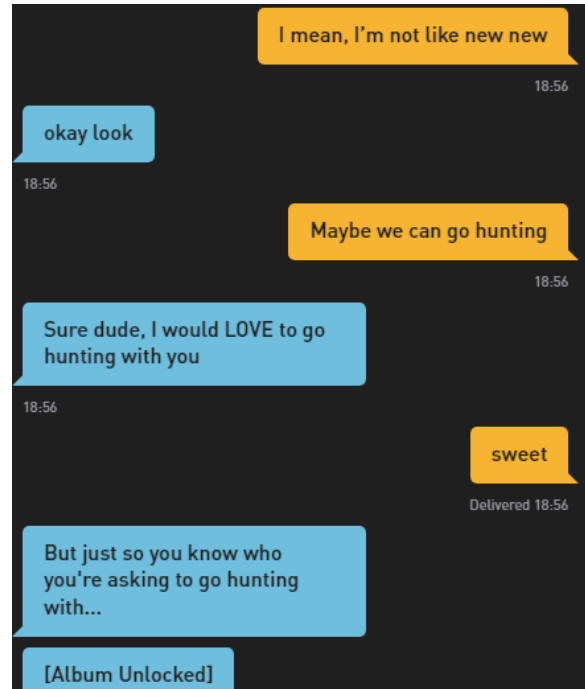 I mean, I'm not like new new
18:56
okay look
18:56
Maybe we can go hunting
18:56
Sure dude, I would LOVE to go
hunting with you
18:56
sweet
Delivered 18:56
But just so you know who
you're asking to go hunting
with...
[Album Unlocked]